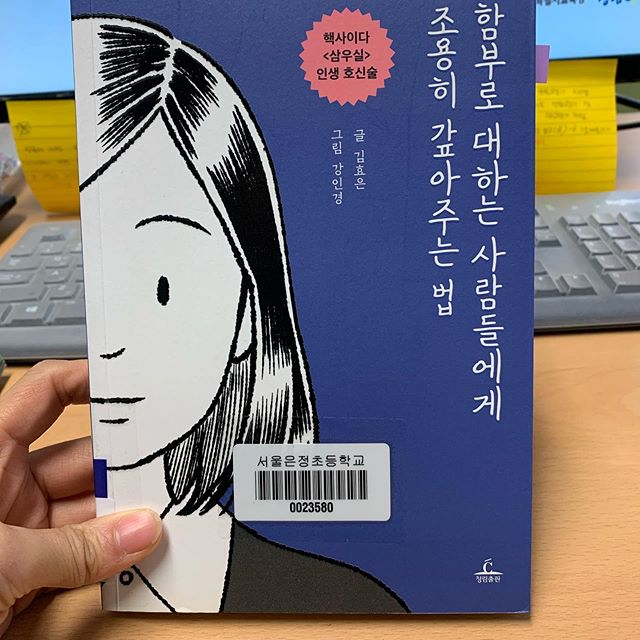 함부로 대하는 사람들에게
조용히 갚아주는 법
핵사이다
<삼우실>
인생 호신술
글 김효은
그림 강인경
서울은정초등학교
0023580
청림출판